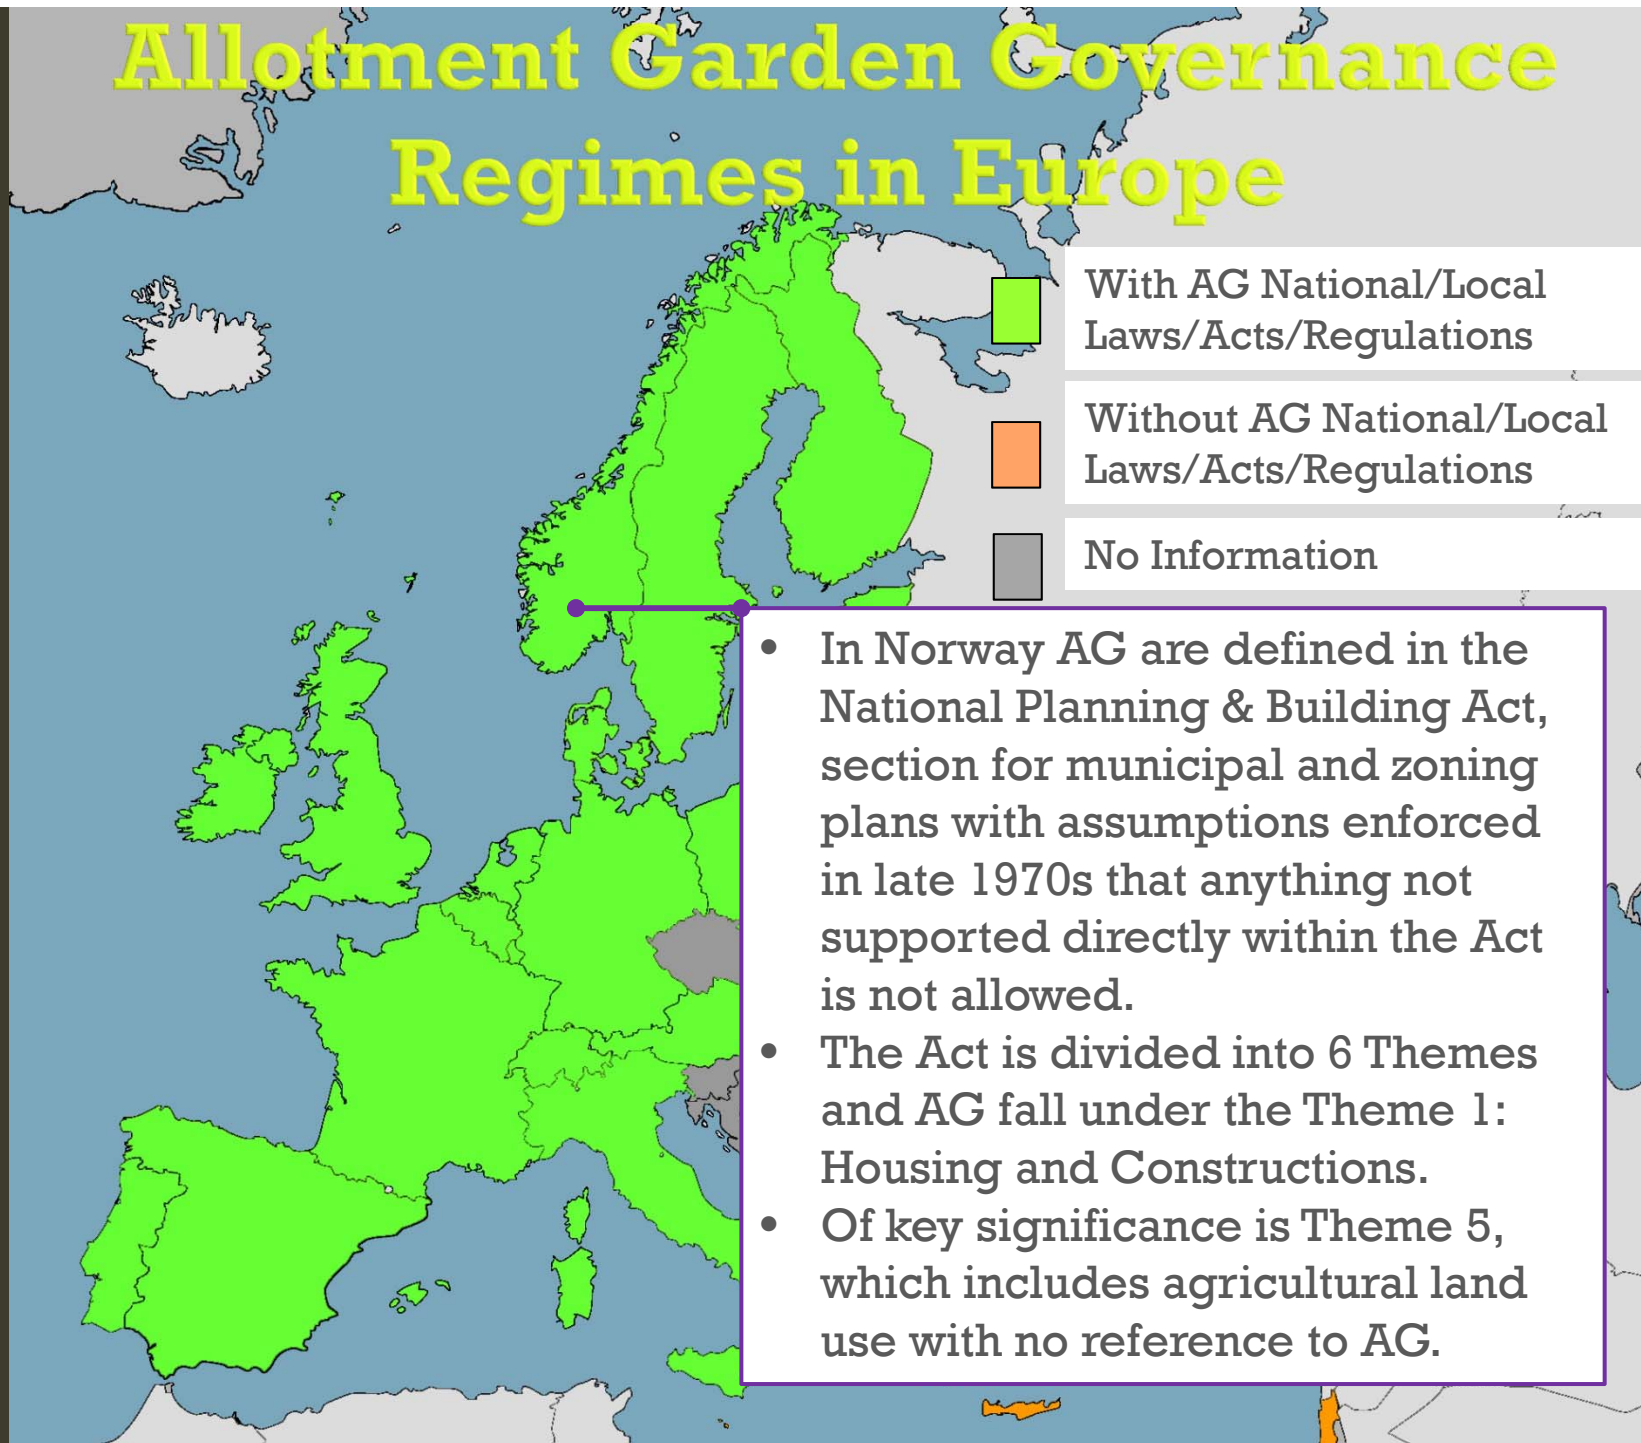 Allotment Garden Governance
Regimes in Europe
With AG National/Local
Laws/Acts/Regulations
Without AG National/Local
Laws/Acts/Regulations
No Information
• In Norway AG are defined in the
National Planning & Building Act,
section for municipal and zoning
plans with assumptions enforced
in late 1970s that anything not
supported directly within the Act
is not allowed.
• The Act is divided into 6 Themes
and AG fall under the Theme 1:
Housing and Constructions.
• Of key significance is Theme 5,
which includes agricultural land
use with no reference to AG.